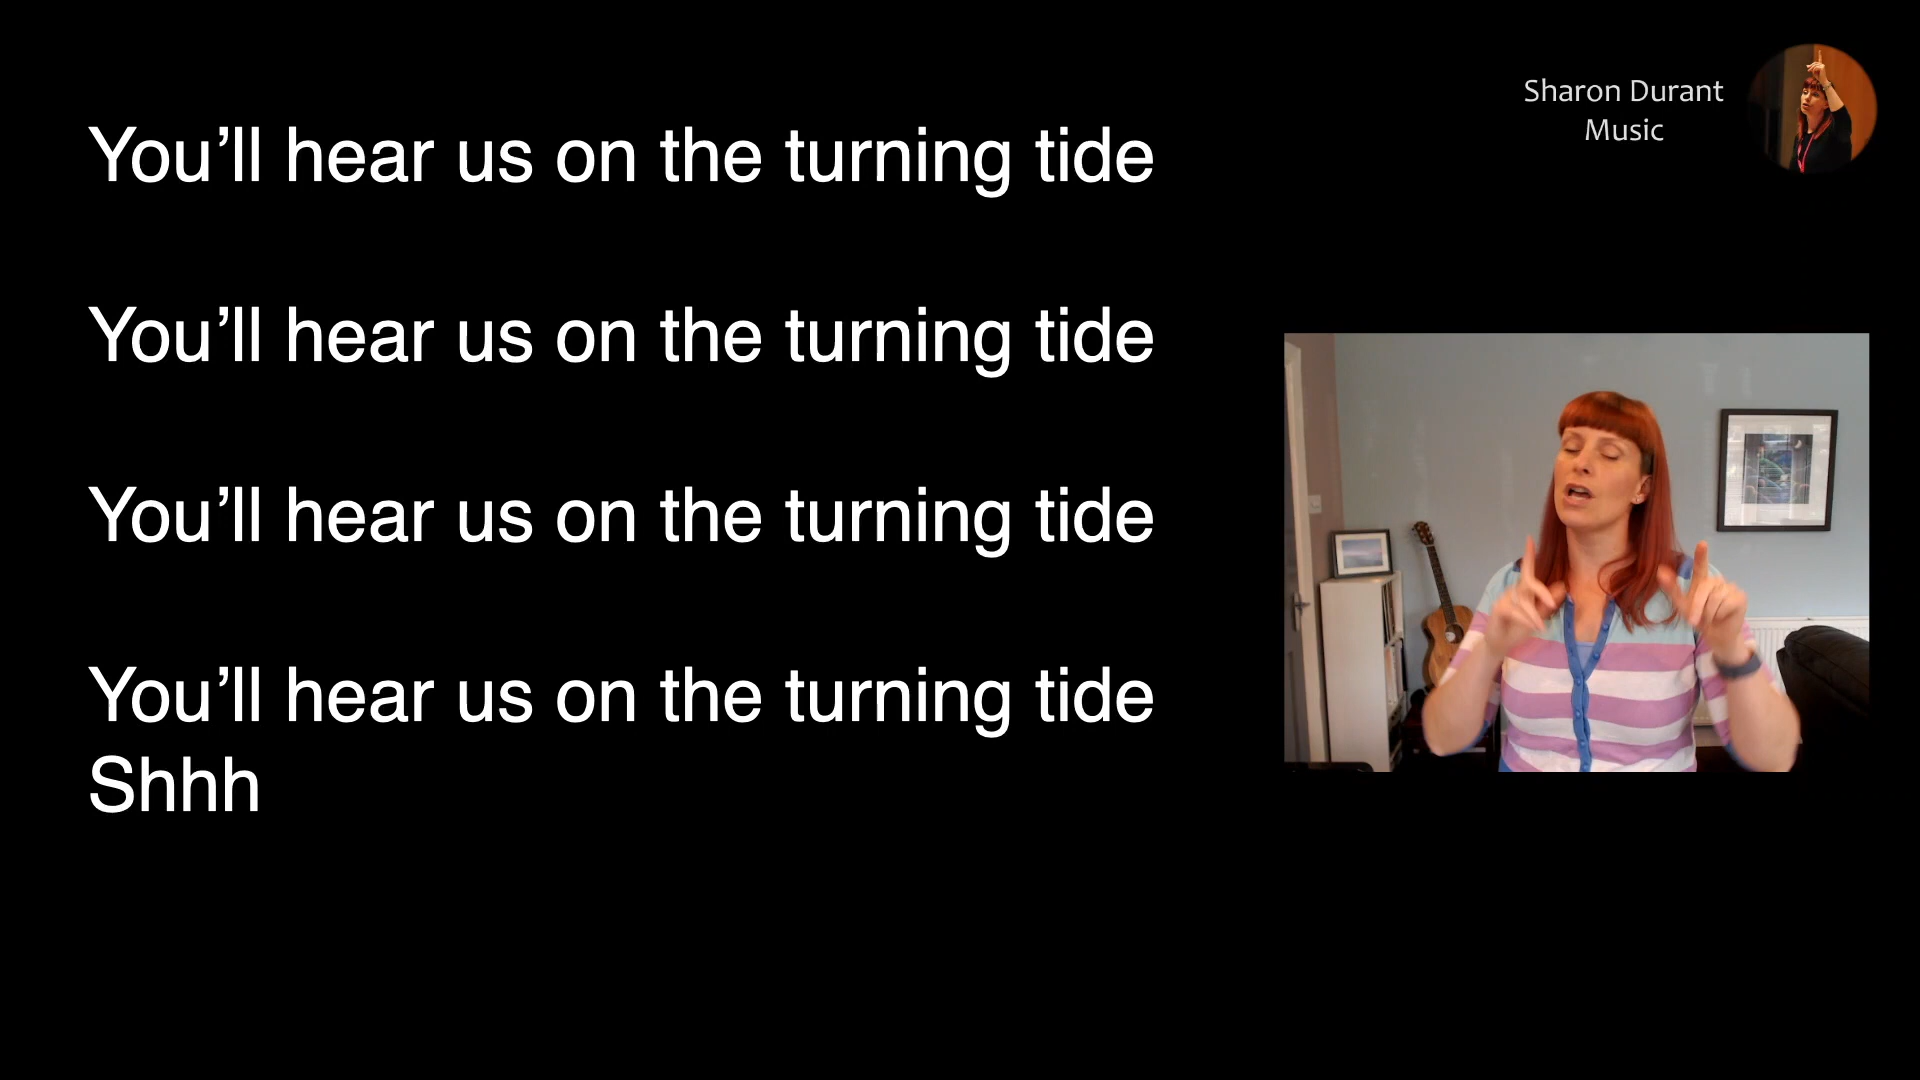 You’ll hear us on the turning tide
You’ll hear us on the turning tide
You’ll hear us on the turning tide
You’ll hear us on the turning tide
Shhh
Sharon Durant
Music